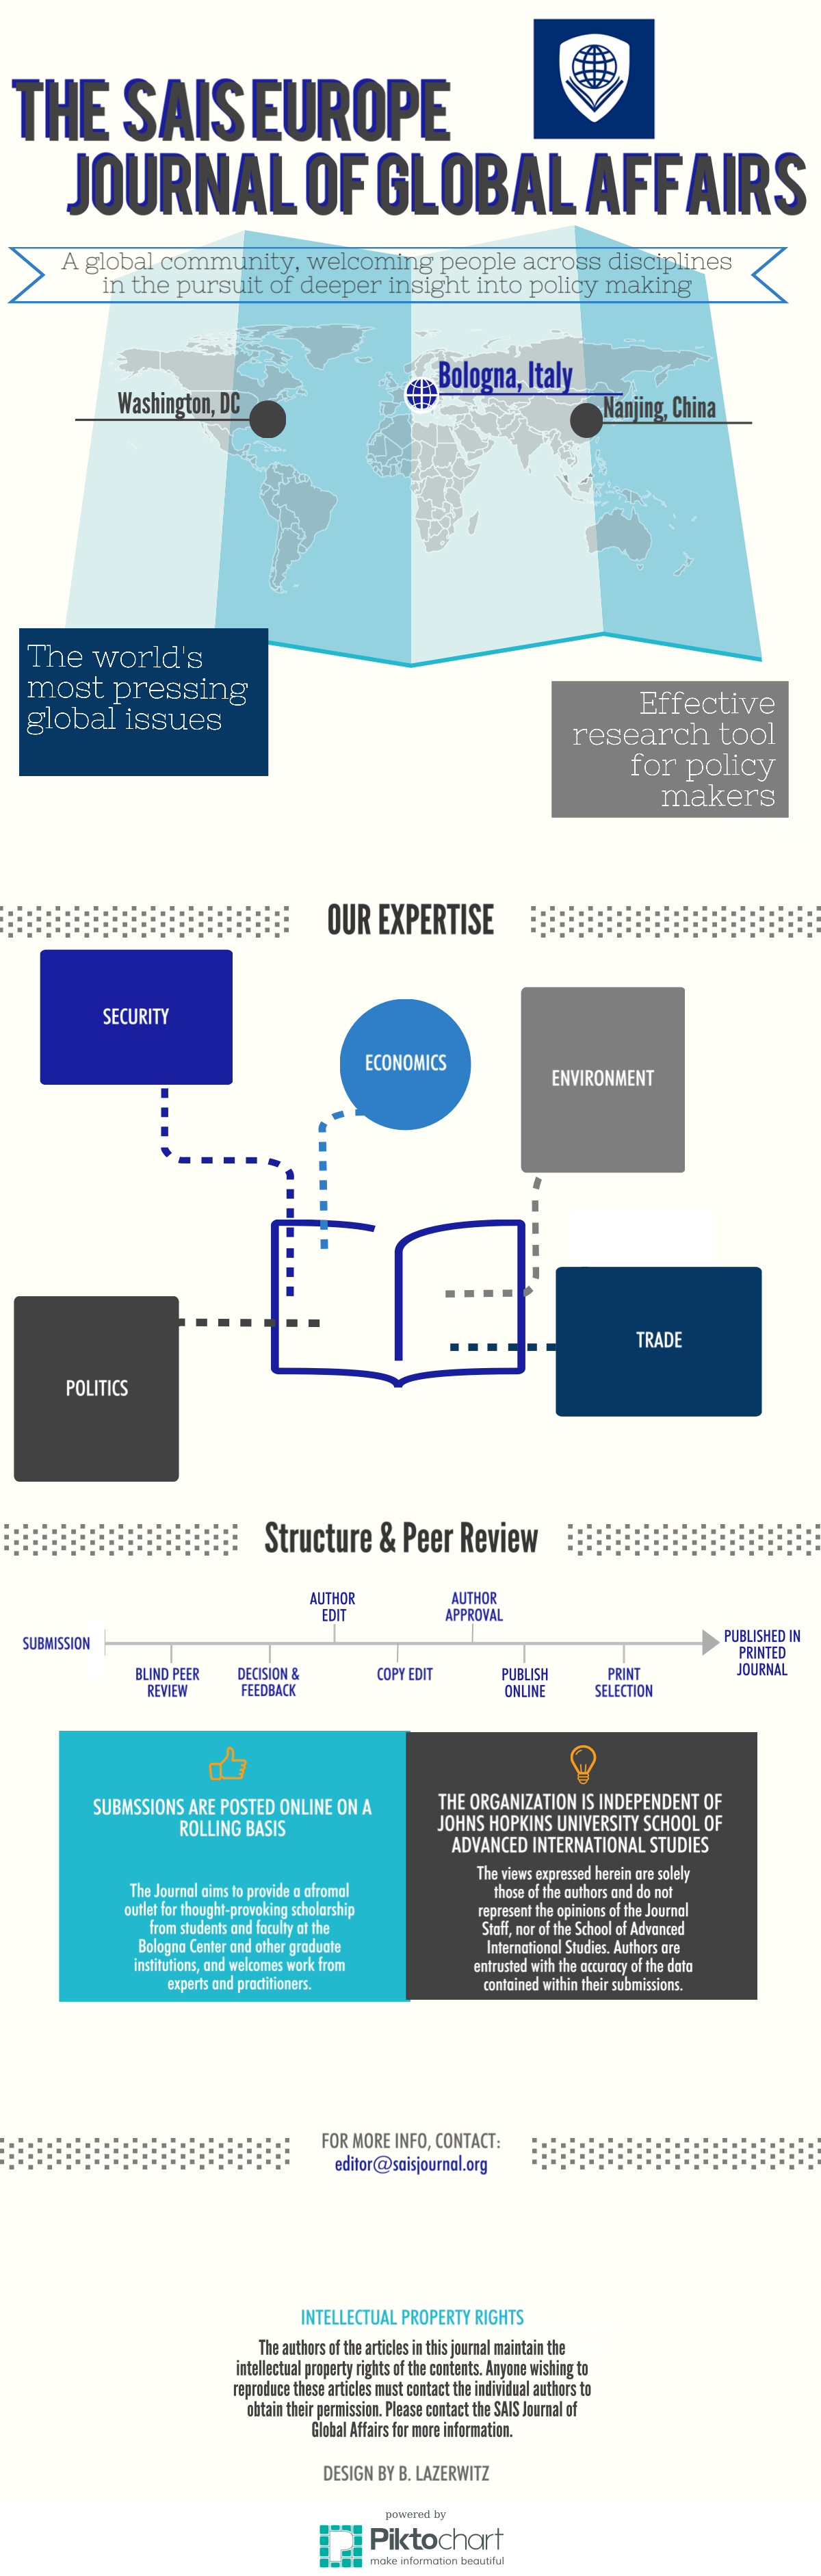 THE SAIS EUROPE
JOURNAL OF GLOBAL AFFAIRS
A global community, welcoming people across disciplines
in the pursuit of deeper insight into policy making
Bologna, Italy
Washington, DC
Nanjing, China
The world's
most pressing
global issues
Effective
research tool
for policy
makers
OUR EXPERTISE
SECURITY
ECONOMICS
ENVIRONMENT
TRADE
POLITICS
Structure & Peer Review
AUTHOR
EDIT
AUTHOR
APPROVAL
SUBMISSION
PUBLISHED IN
PRINTED
JOURNAL
BLIND PEER
REVIEW
DECISION &
FEEDBACK
COPY EDIT
PUBLISH
ONLINE
PRINT
SELECTION
SUBMSSIONS ARE POSTED ONLINE ON A
ROLLING BASIS
The Journal aims to provide a afromal
outlet for thought-provoking scholarship
from students and faculty at the
Bologna Center and other graduate
institutions, and welcomes work from
experts and practitioners.
THE ORGANIZATION IS INDEPENDENT OF
JOHNS HOPKINS UNIVERSITY SCHOOL OF
ADVANCED INTERNATIONAL STUDIES
The views expressed herein are solely
those of the authors and do not
represent the opinions of the Journal
Staff, nor of the School of Advanced
International Studies. Authors are
entrusted with the accuracy of the data
contained within their submissions.
FOR MORE INFO, CONTACT:
editor@saisjournal.org
INTELLECTUAL PROPERTY RIGHTS
The authors of the articles in this journal maintain the
intellectual property rights of the contents. Anyone wishing to
reproduce these articles must contact the individual authors to
obtain their permission. Please contact the SAIS Journal of
Global Affairs for more information.
DESIGN BY B. LAZERWITZ
powered by
Piktochart
make information beautiful